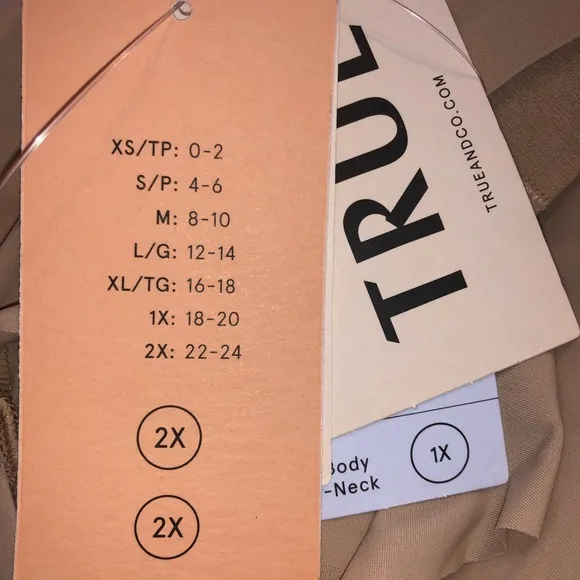 XS/TP: 0-2
S/P: 4-6
M: 8-10
L/G: 12-14
XL/TG: 16-18
1X: 18-20
2X: 22-24
2X
2X
TRUE
TRUEANDCO.COM
Body
-Neck
1X